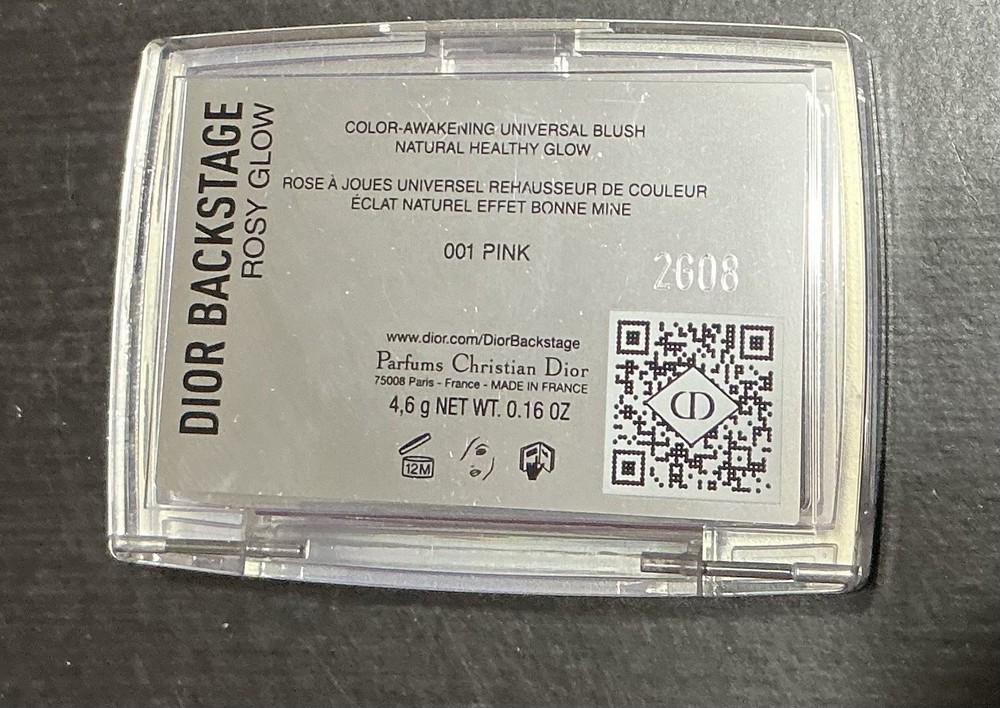 DIOR BACKSTAGE
ROSY GLOW
COLOR-AWAKENING UNIVERSAL BLUSH
NATURAL HEALTHY GLOW
ROSE À JOUES UNIVERSEL REHAUSSEUR DE COULEUR
ÉCLAT NATUREL EFFET BONNE MINE
001 PINK
2G08
www.dior.com/DiorBackstage
Parfums Christian Dior
75008 Paris - France - MADE IN FRANCE
4,6 g NET WT. 0.16 OZ
12M